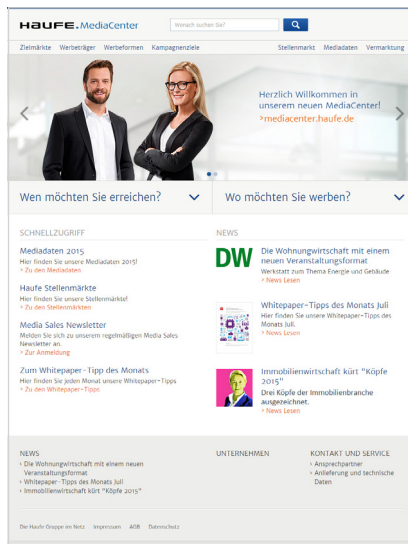 HAUFE. MediaCenter
Wonach suchen Sie?
Zielmärkte Werbeträger Werbeformen Kampagnenziele
Stellenmarkt Mediadaten Vermarktung
Herzlich Willkommen in
unserem neuen MediaCenter!
>mediacenter.haufe.de
Wen möchten Sie erreichen?
Wo möchten Sie werben?
SCHNELLZUGRIFF
Mediadaten 2015
Hier finden Sie unsere Mediadaten 2015!
> Zu den Mediadaten
Haufe Stellenmärkte
Hier finden Sie unsere Stellenmärkte!
> Zu den Stellenmärkten
Media Sales Newsletter
Melden Sie sich zu unserem regelmäßigen Media Sales
Newsletter an.
> Zur Anmeldung
Zum Whitepaper-Tipp des Monats
Hier finden Sie jeden Monat unsere Whitepaper-Tipps
> Zu den Whitepaper-Tipps
NEWS
DW
Die Wohnungwirtschaft mit einem
neuen Veranstaltungsformat
Werkstatt zum Thema Energie und Gebäude
> News Lesen
Whitepaper-Tipps des Monats Juli
Hier finden Sie unsere Whitepaper-Tipps des
Monats Juli.
> News Lesen
Immobilienwirtschaft kürt "Köpfe
2015"
Drei Köpfe der Immobilienbranche
ausgezeichnet.
> News Lesen
NEWS
> Die Wohnungwirtschaft mit einem neuen
Veranstaltungsformat
> Whitepaper-Tipps des Monats Juli
> Immobilienwirtschaft kürt "Köpfe 2015"
UNTERNEHMEN
KONTAKT UND SERVICE
> Ansprechpartner
> Anlieferung und technische
Daten
Die Haufe Gruppe im Netz Impressum AGB Datenschutz